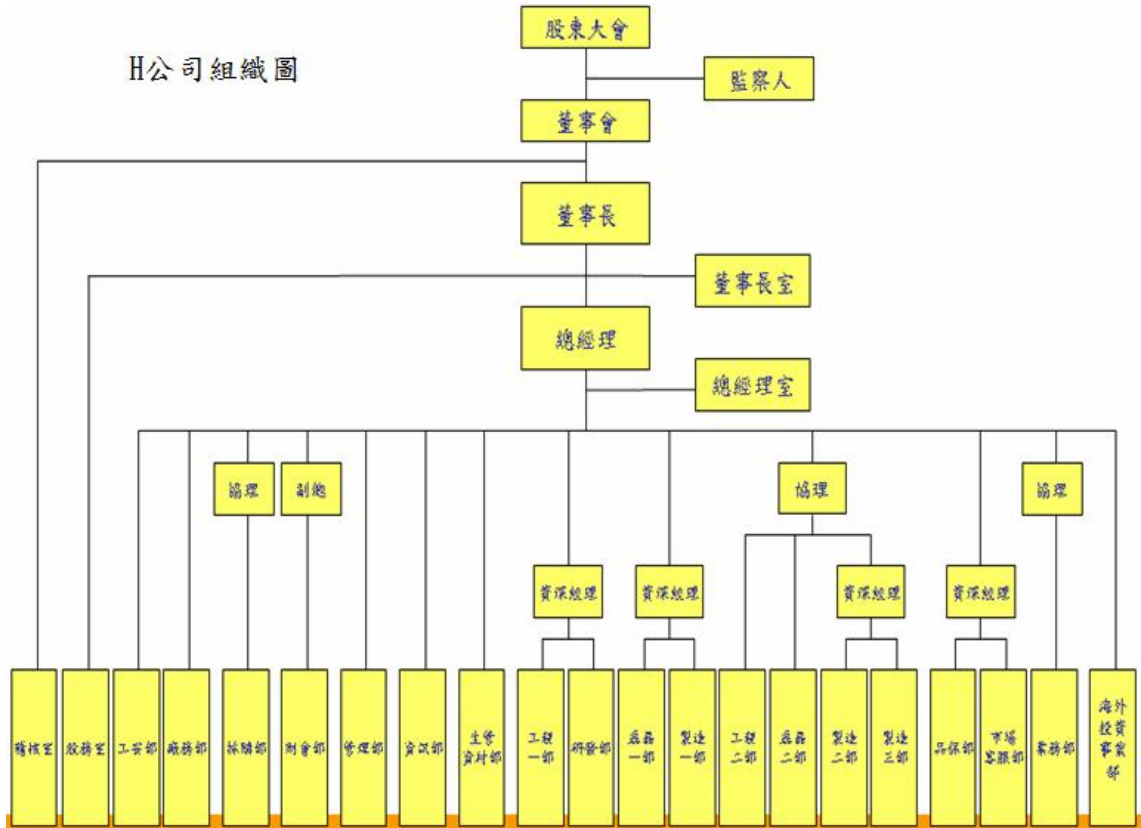 股東大會
H公司組織圖
監察人
董事會
董事長
董事長室
總經理
總經理室
協理
副總
協理
協理
資深經理
資深經理
資深經理
資深經理
稽核室
股務室
工安部
廠務部
採購部
財會部
管理部
資訊部
生管
資材部
工程
一部
研發部
長晶
一部
製造
一部
工程
二部
長晶
二部
製造
二部
製造
三部
品保部
市場
客服部
業務部
海外
投資
事業
部